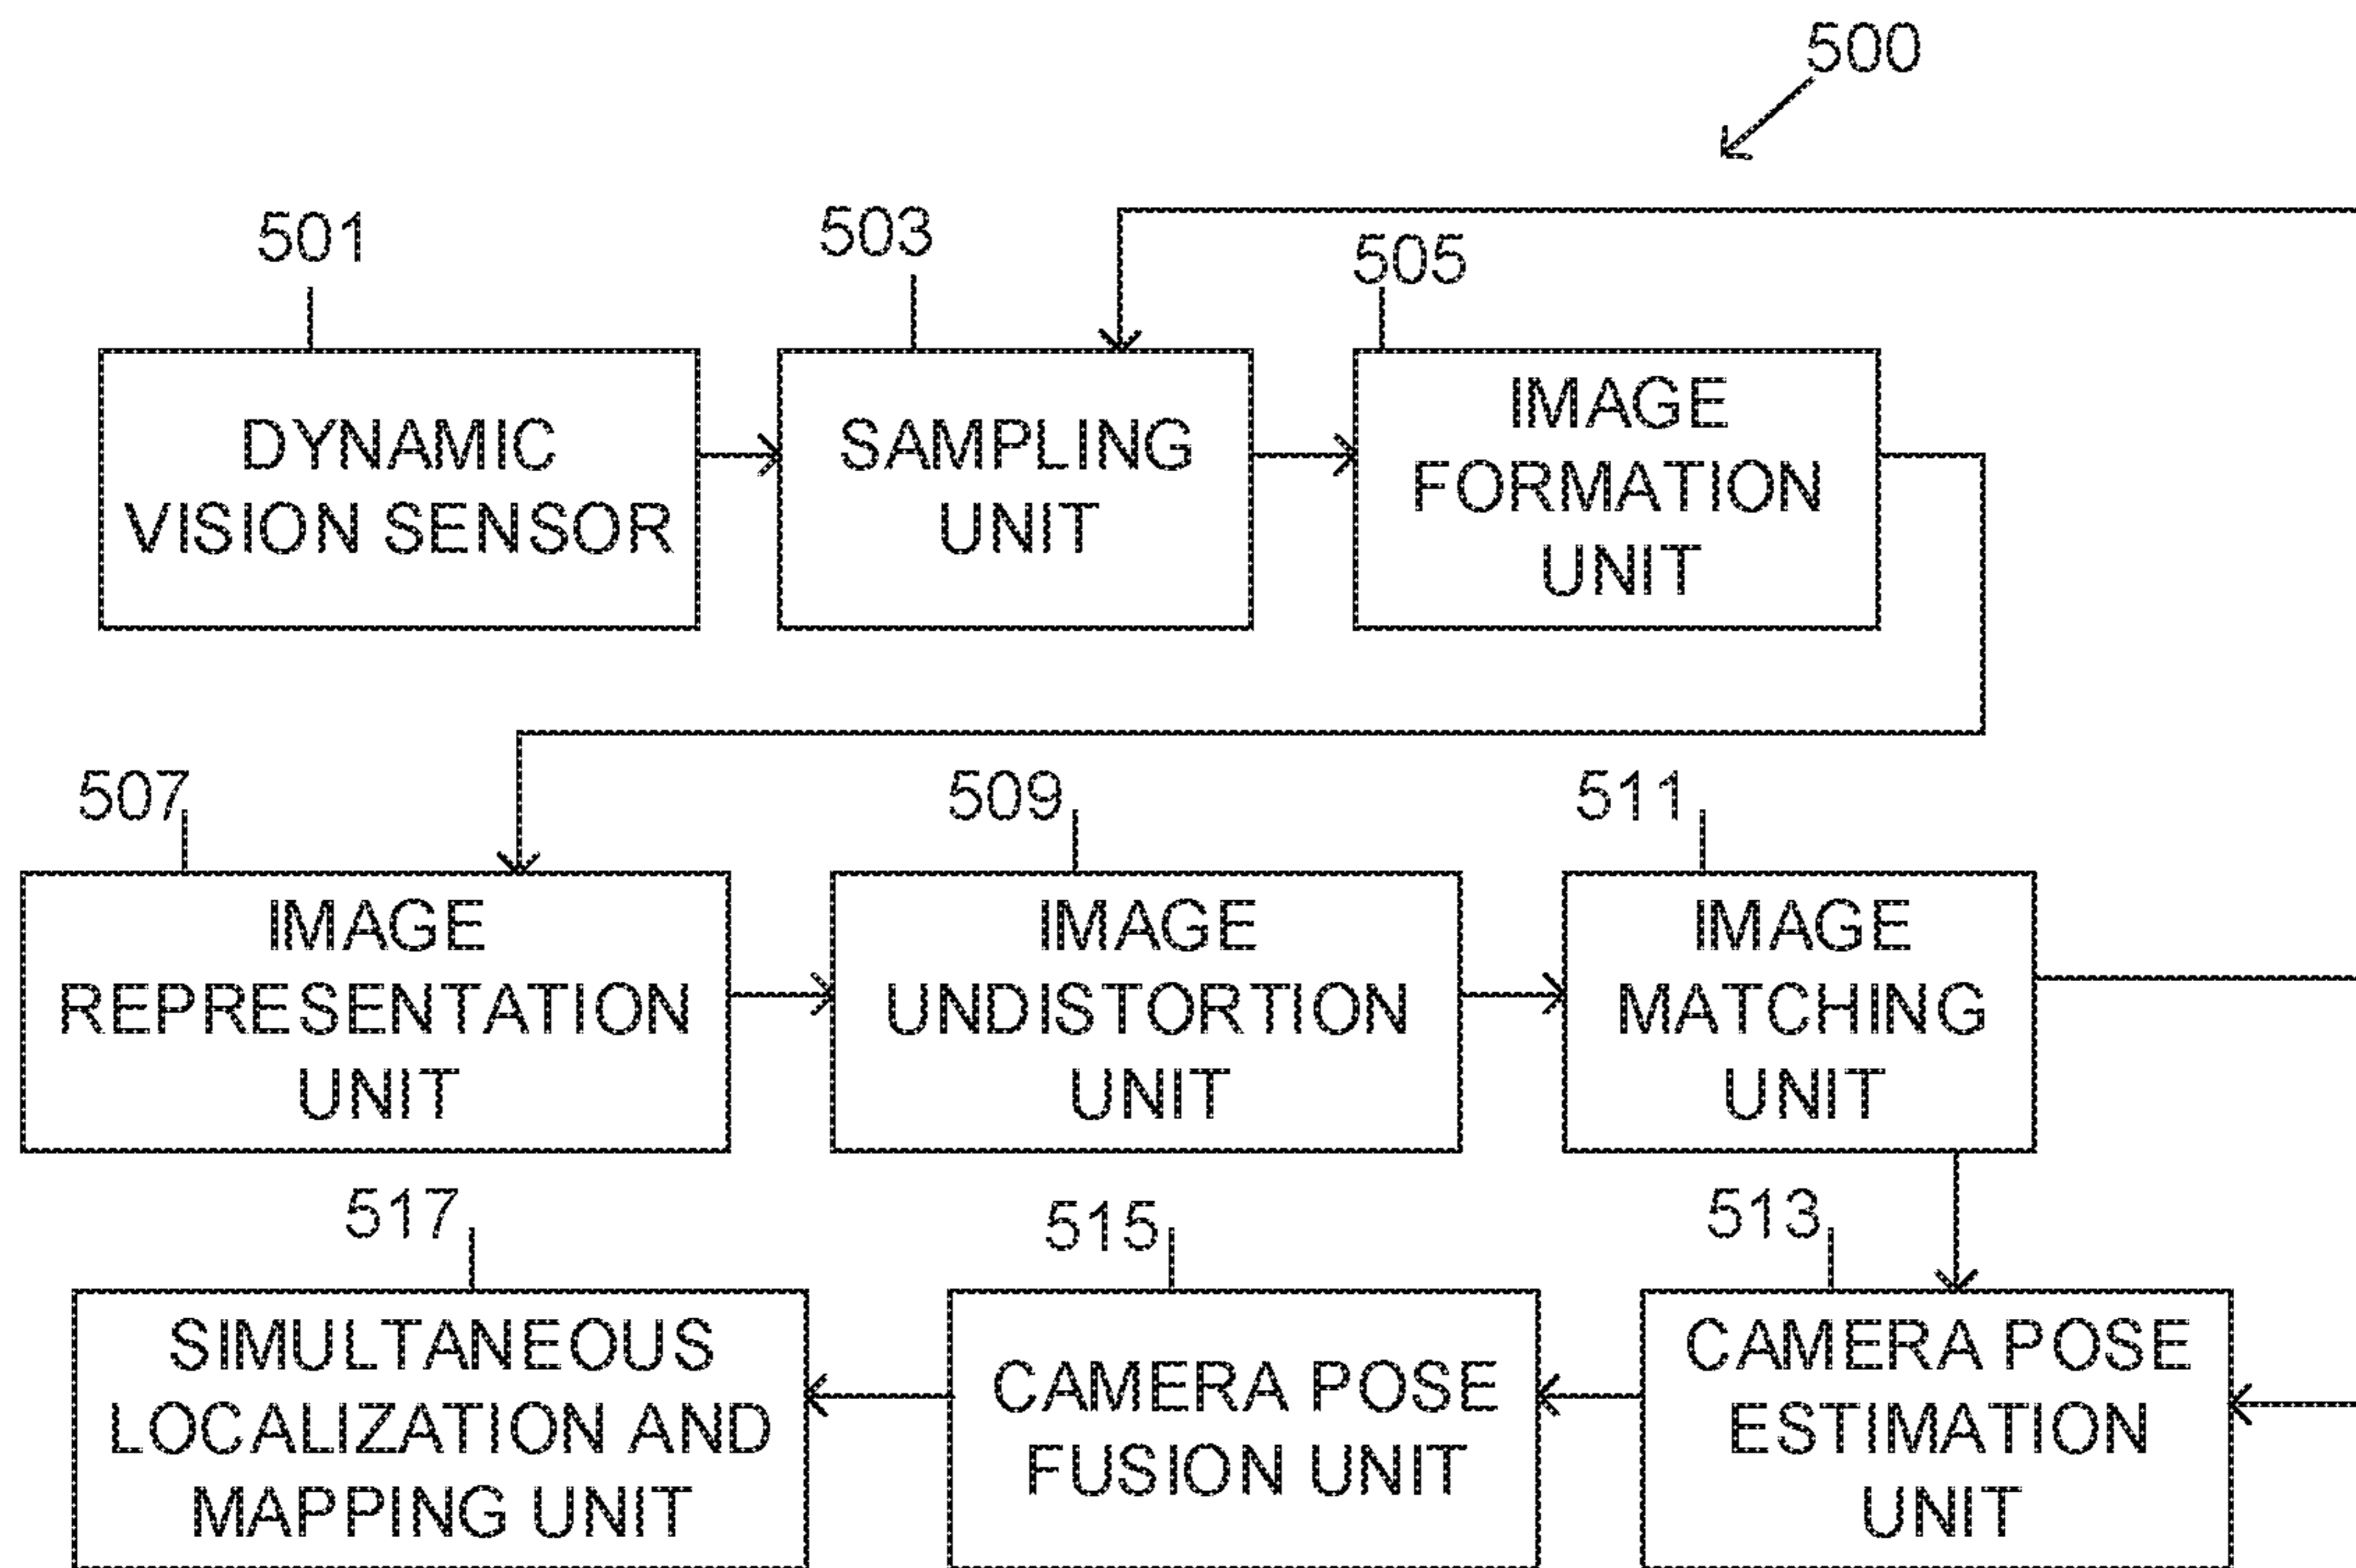 500
501
503
505
DYNAMIC
VISION SENSOR
SAMPLING
UNIT
IMAGE
FORMATION
UNIT
507
509
511
IMAGE
REPRESENTATION
UNIT
IMAGE
UNDISTORTION
UNIT
IMAGE
MATCHING
UNIT
517
515
513
SIMULTANEOUS
LOCALIZATION AND
MAPPING UNIT
CAMERA POSE
FUSION UNIT
CAMERA POSE
ESTIMATION
UNIT